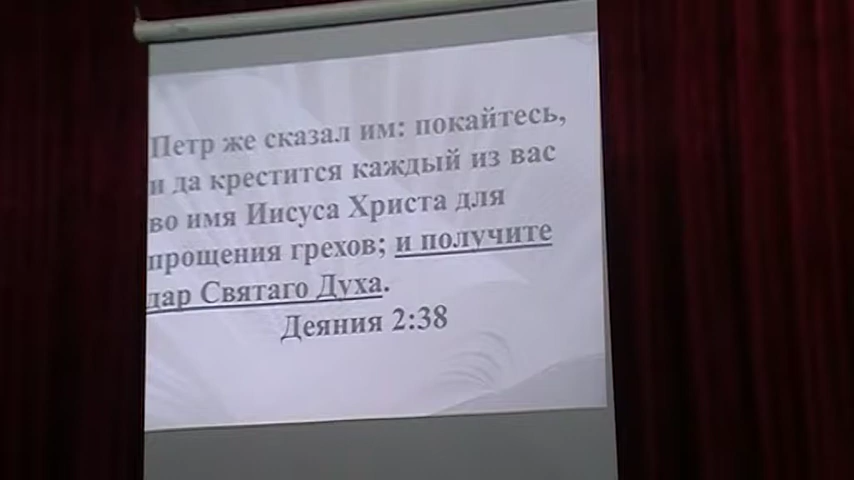 Петр же сказал им: покайтесь,
и да крестится каждый из вас
во имя Иисуса Христа для
прощения грехов; и получите
дар Святаго Духа.
Деяния 2:38